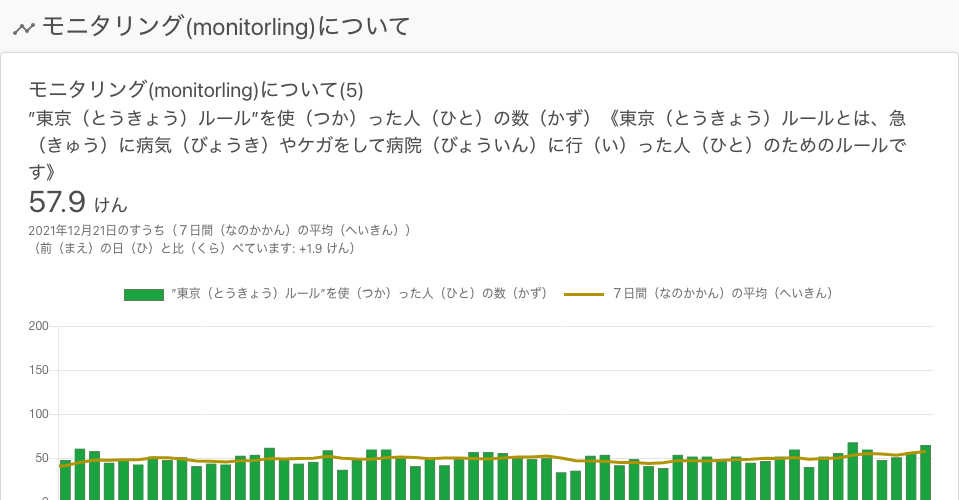 モニタリング(monitorling)について
モニタリング(monitorling)について(5)
”東京（とうきょう）ルール”を使（つか）った人（ひと）の数（かず）《東京（とうきょう）ルールとは、急
（きゅう）に病気（びょうき）やケガをして病院（びょういん）に行（い）った人（ひと）のためのルールで
す》
57.9 けん
2021年12月21日のすうち（７日間（なのかかん）の平均（へいきん））
（前（まえ）の日（ひ）と比（くら）べています: +1.9 けん）
”東京（とうきょう）ルール”を使（つか）った人（ひと）の数（かず） ７日間（なのかかん）の平均（へいきん）
200
150
100
50
0